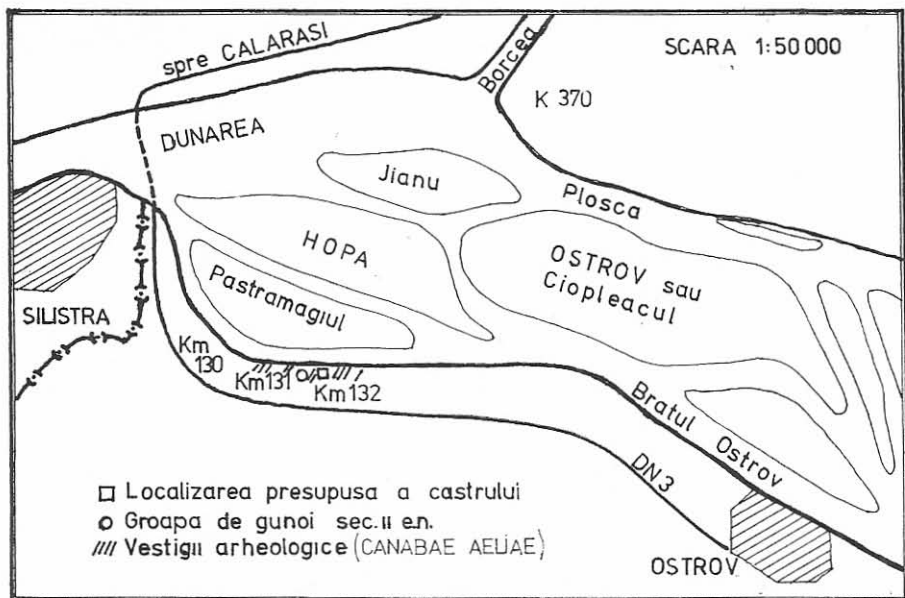 spre CALARASI
SCARA 1:50 000
Borcea
K 370
DUNAREA
Jianu
Plosca
HOPA
OSTROV sau
Ciopleacul
Pastramagiul
SILISTRA
Km
130
Km 131
Km 132
Bratul Ostrov
DN3
□ Localizarea presupusa a castrului
o Groapa de gunoi sec. II e.n.
//// Vestigii arheologice (CANABAE AELIAE)
OSTROV